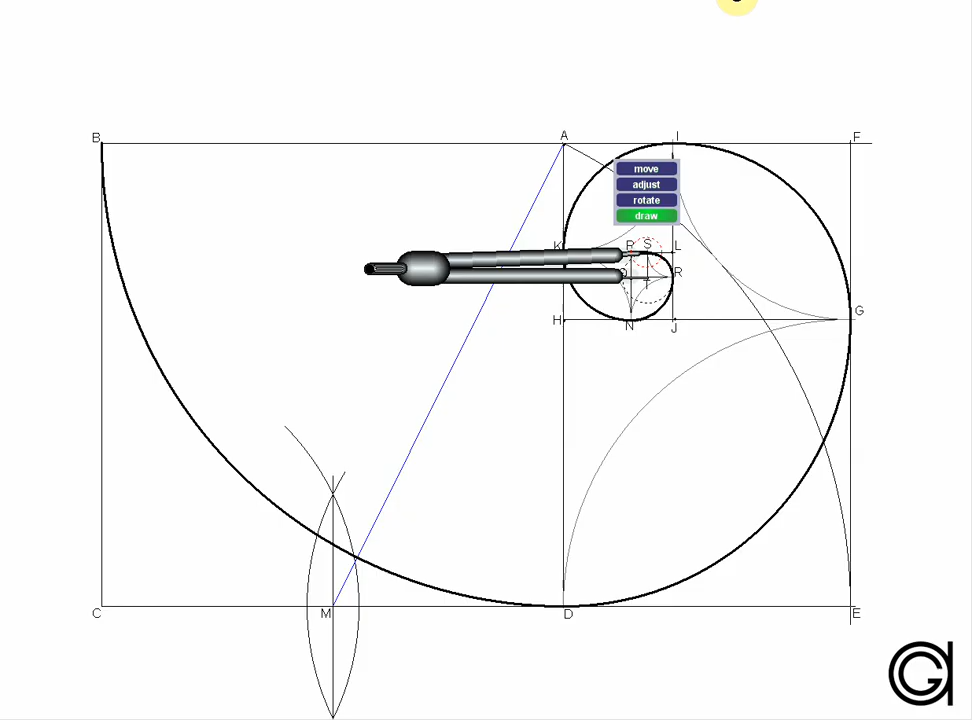 B A I F
move
adjust
rotate
draw
K P S L
R
G
H N J
C M D E